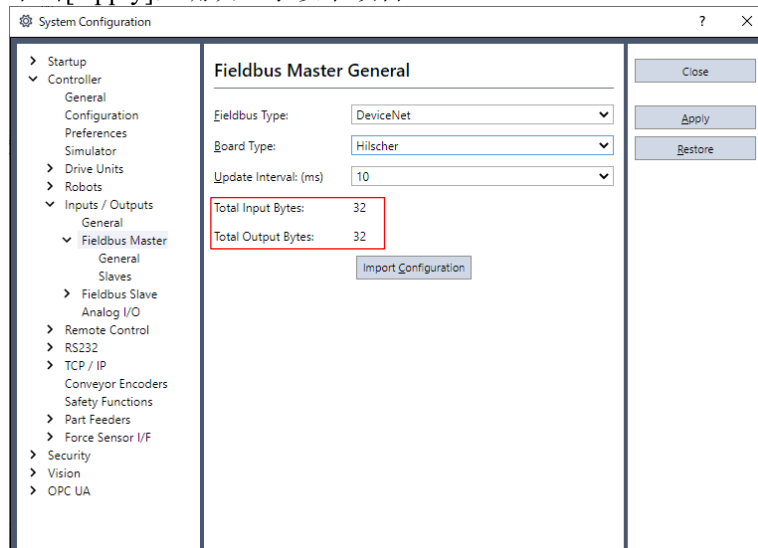 System Configuration
? ×
Startup
Controller
General
Configuration
Preferences
Simulator
Drive Units
Robots
Inputs / Outputs
General
Fieldbus Master
General
Slaves
Fieldbus Slave
Analog I/O
Remote Control
RS232
TCP / IP
Conveyor Encoders
Safety Functions
Part Feeders
Force Sensor I/F
Security
Vision
OPC UA
Fieldbus Master General
Fieldbus Type: DeviceNet
Board Type: Hilscher
Update Interval: (ms) 10
Total Input Bytes: 32
Total Output Bytes: 32
Import Configuration
Close
Apply
Restore